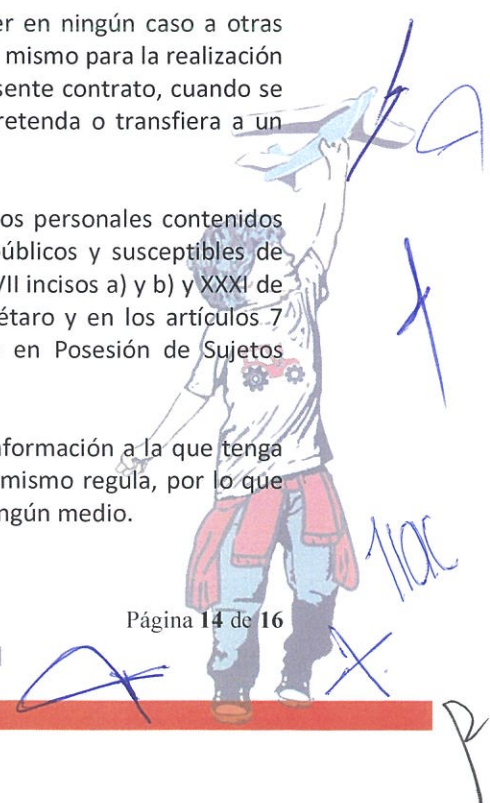 er en ningún caso a otras
mismo para la realización
sente contrato, cuando se
retenda o transfiera a un
os personales contenidos
públicos y susceptibles de
VII incisos a) y b) y XXXI de
étaro y en los artículos 7
en Posesión de Sujetos
nformación a la que tenga
mismo regula, por lo que
ngún medio.
Página 14 de 16